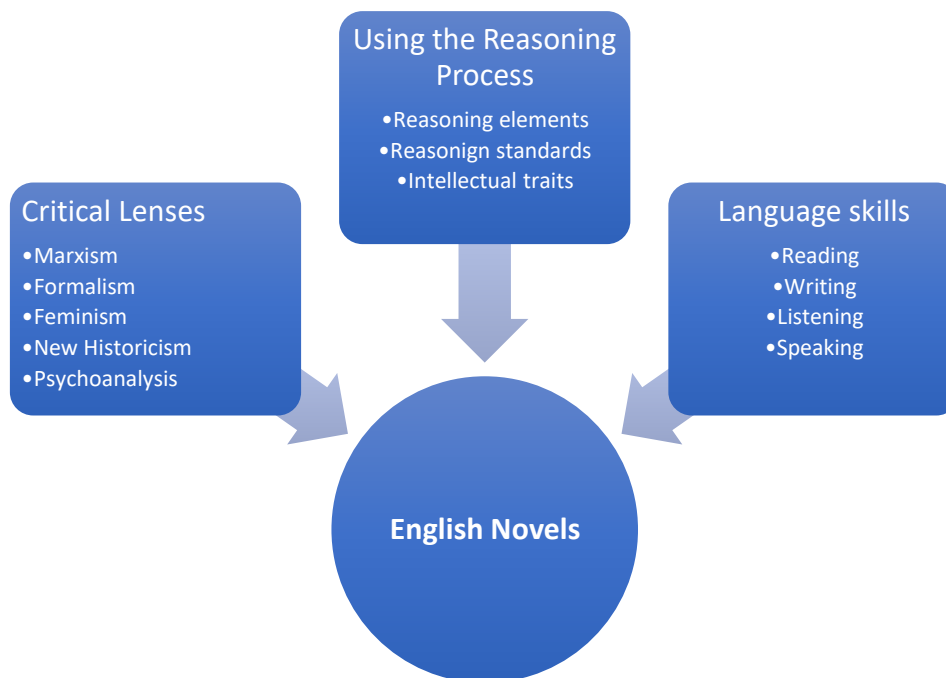 Using the Reasoning
Process
•Reasoning elements
•Reasonign standards
•Intellectual traits
Critical Lenses
•Marxism
•Formalism
•Feminism
•New Historicism
•Psychoanalysis
Language skills
•Reading
•Writing
•Listening
•Speaking
English Novels